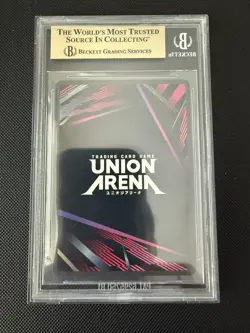 THE WORLD'S MOST TRUSTED
SOURCE IN COLLECTING™
BECKETT GRADING SERVICES
BECKETT
TRADING CARD GAME
UNION
ARENA
ユニオンアリーナ